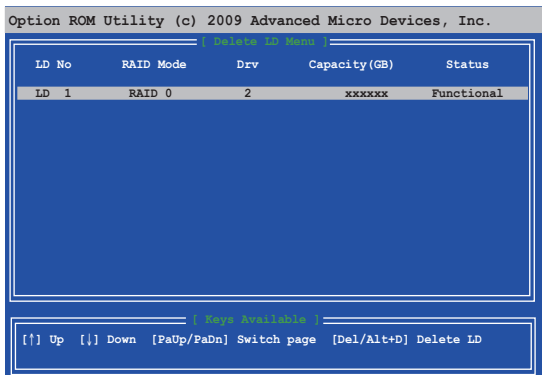 Option ROM Utility (c) 2009 Advanced Micro Devices, Inc.
[ Delete LD Menu ]
LD No RAID Mode Drv Capacity(GB) Status
LD 1 RAID 0 2 xxxxxx Functional
[ Keys Available ]
[↑] Up [↓] Down [PaUp/PaDn] Switch page [Del/Alt+D] Delete LD